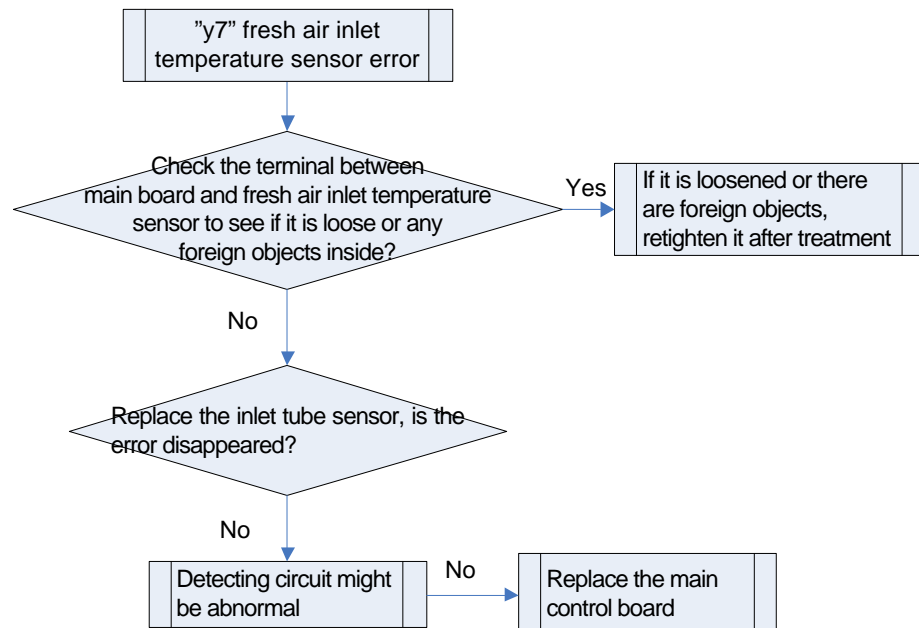 ”y7” fresh air inlet
temperature sensor error
Check the terminal between
main board and fresh air inlet temperature
sensor to see if it is loose or any
foreign objects inside?
Yes
If it is loosened or there
are foreign objects,
retighten it after treatment
No
Replace the inlet tube sensor, is the
error disappeared?
No
Detecting circuit might
be abnormal
No
Replace the main
control board